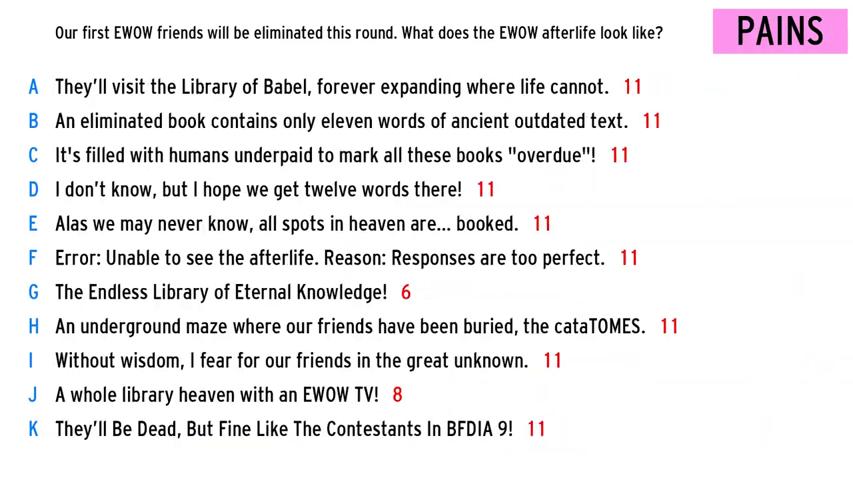 Our first EWOW friends will be eliminated this round. What does the EWOW afterlife look like?
PAINS
A They'll visit the Library of Babel, forever expanding where life cannot. 11
B An eliminated book contains only eleven words of ancient outdated text. 11
C It's filled with humans underpaid to mark all these books "overdue"! 11
D I don't know, but I hope we get twelve words there! 11
E Alas we may never know, all spots in heaven are... booked. 11
F Error: Unable to see the afterlife. Reason: Responses are too perfect. 11
G The Endless Library of Eternal Knowledge! 6
H An underground maze where our friends have been buried, the cataTOMES. 11
I Without wisdom, I fear for our friends in the great unknown. 11
J A whole library heaven with an EWOW TV! 8
K They'll Be Dead, But Fine Like The Contestants In BFDIA 9! 11